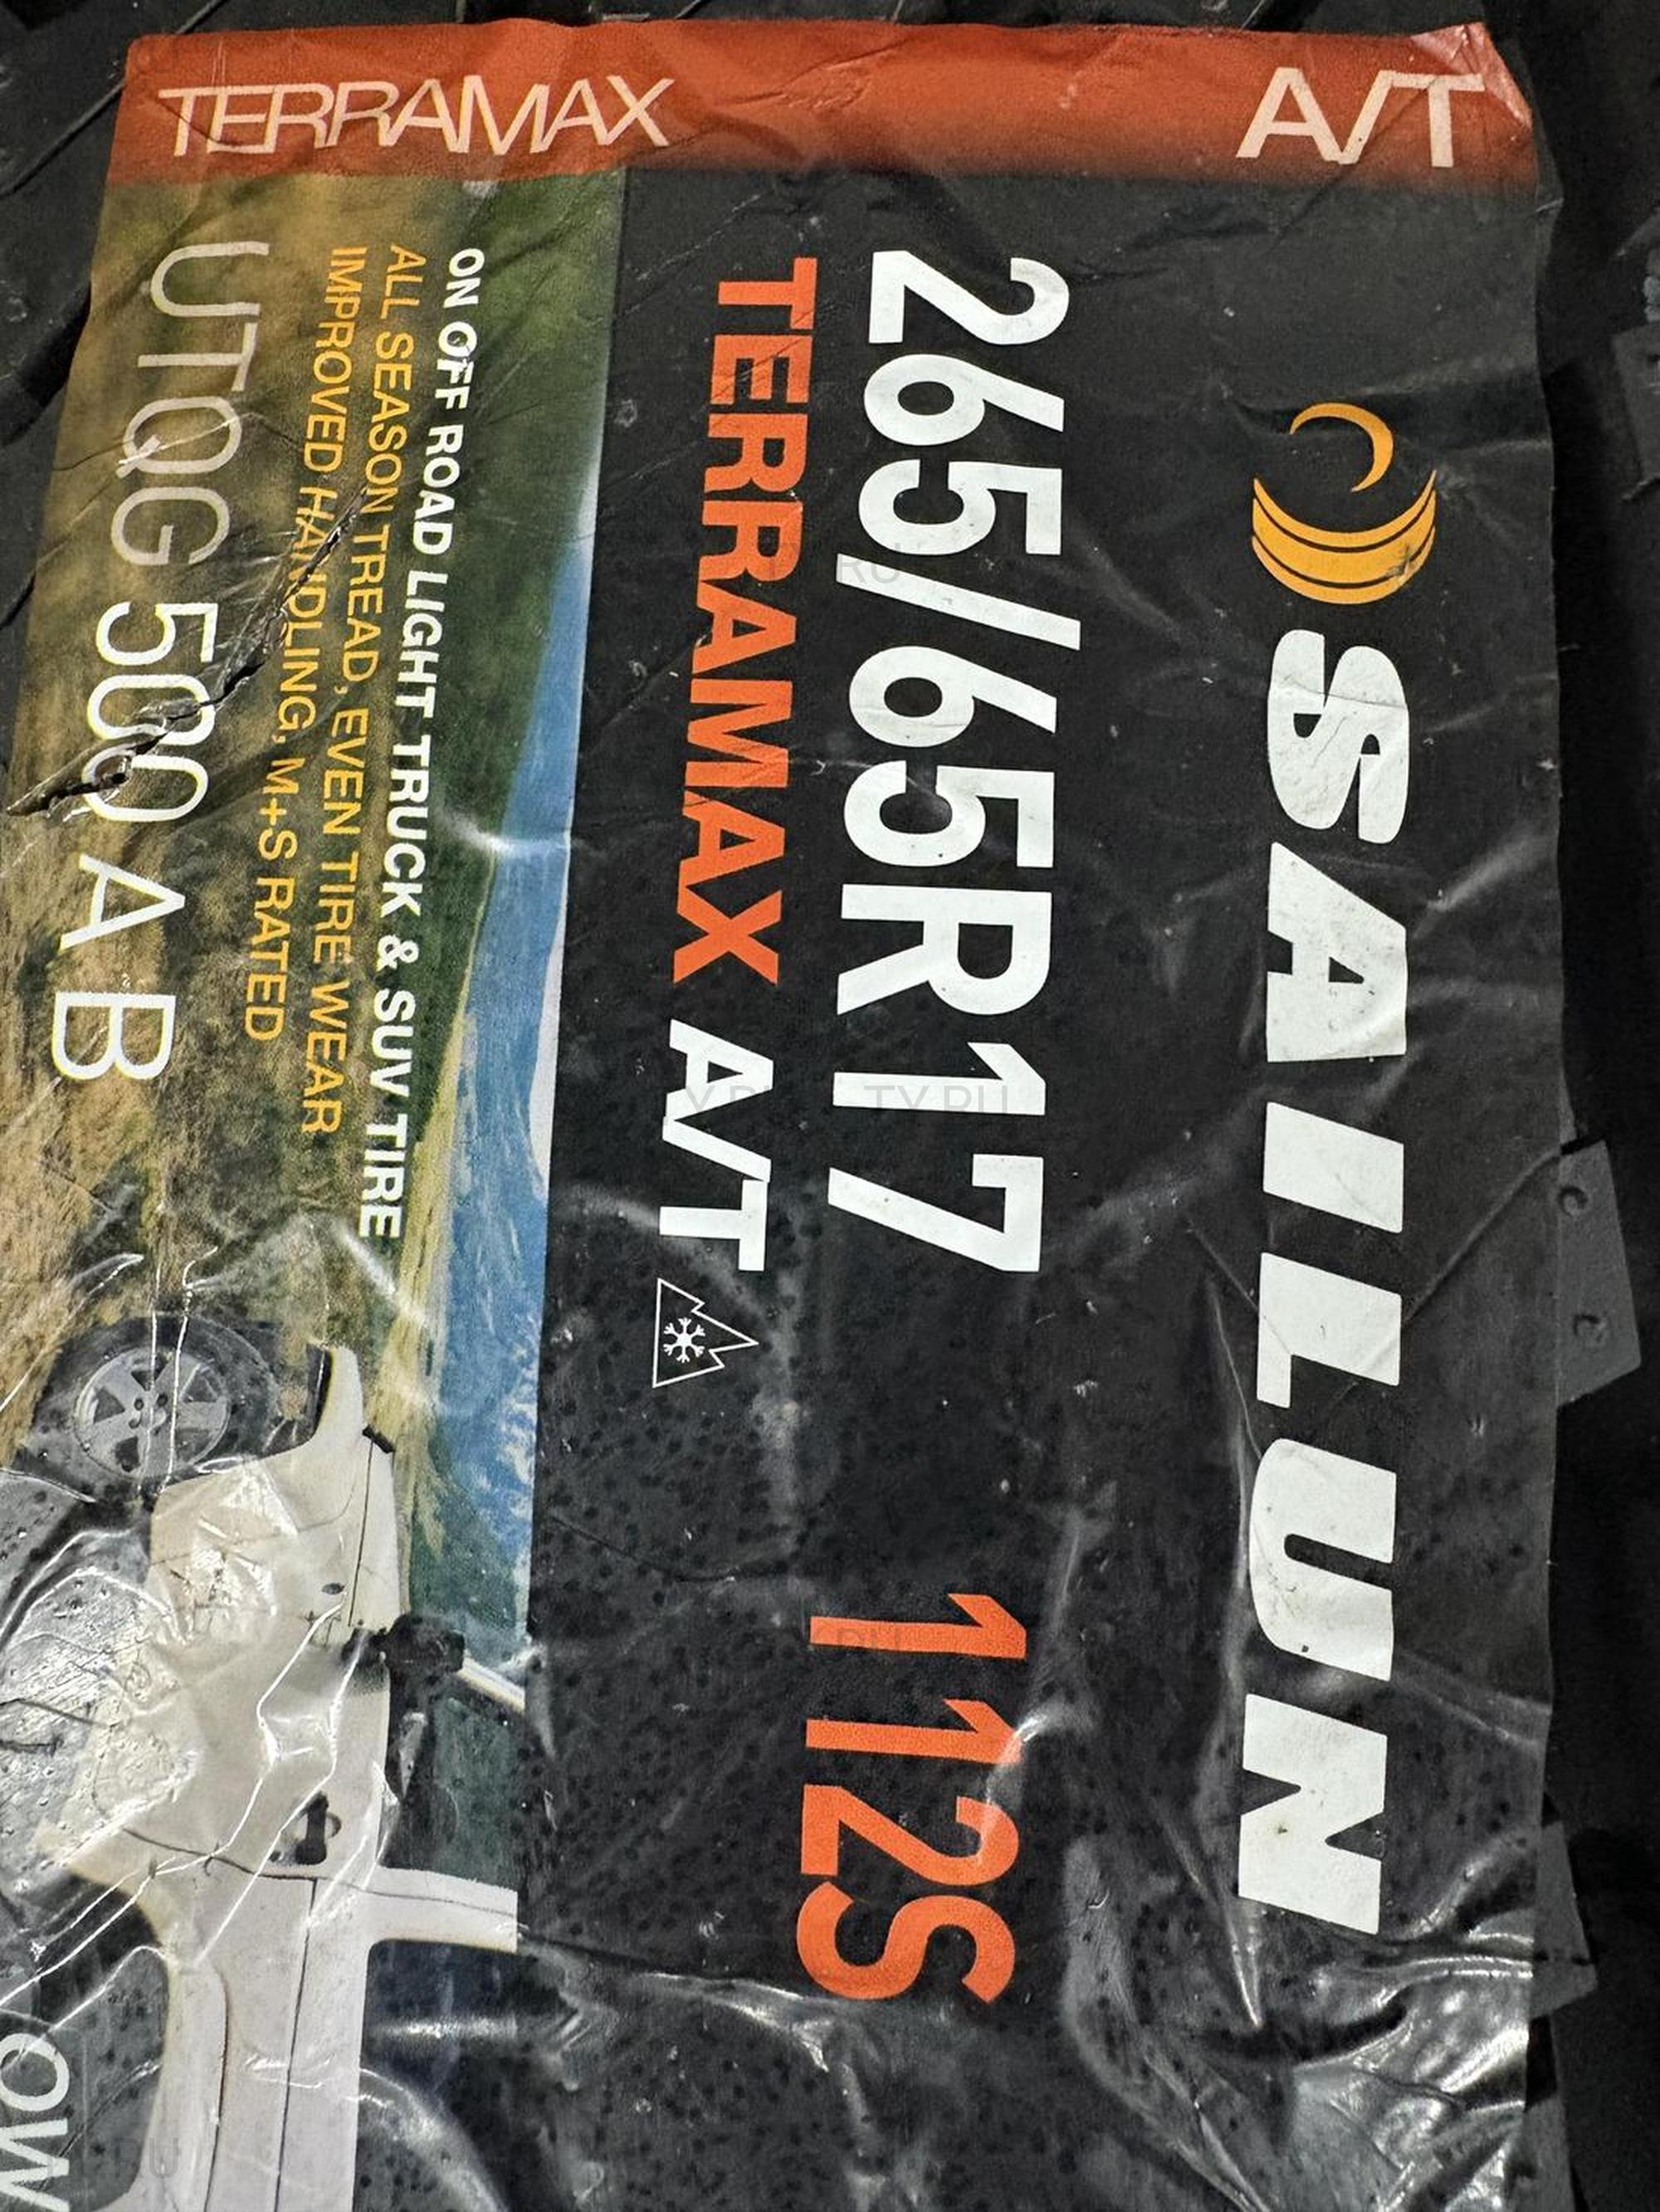 TERRAMAX A/T
SAILUN
265/65R17 112S
TERRAMAX A/T
ON OFF ROAD LIGHT TRUCK & SUV TIRE
ALL SEASON TREAD, EVEN TIRE WEAR
IMPROVED HANDLING, M+S RATED
UTQG 500 A B